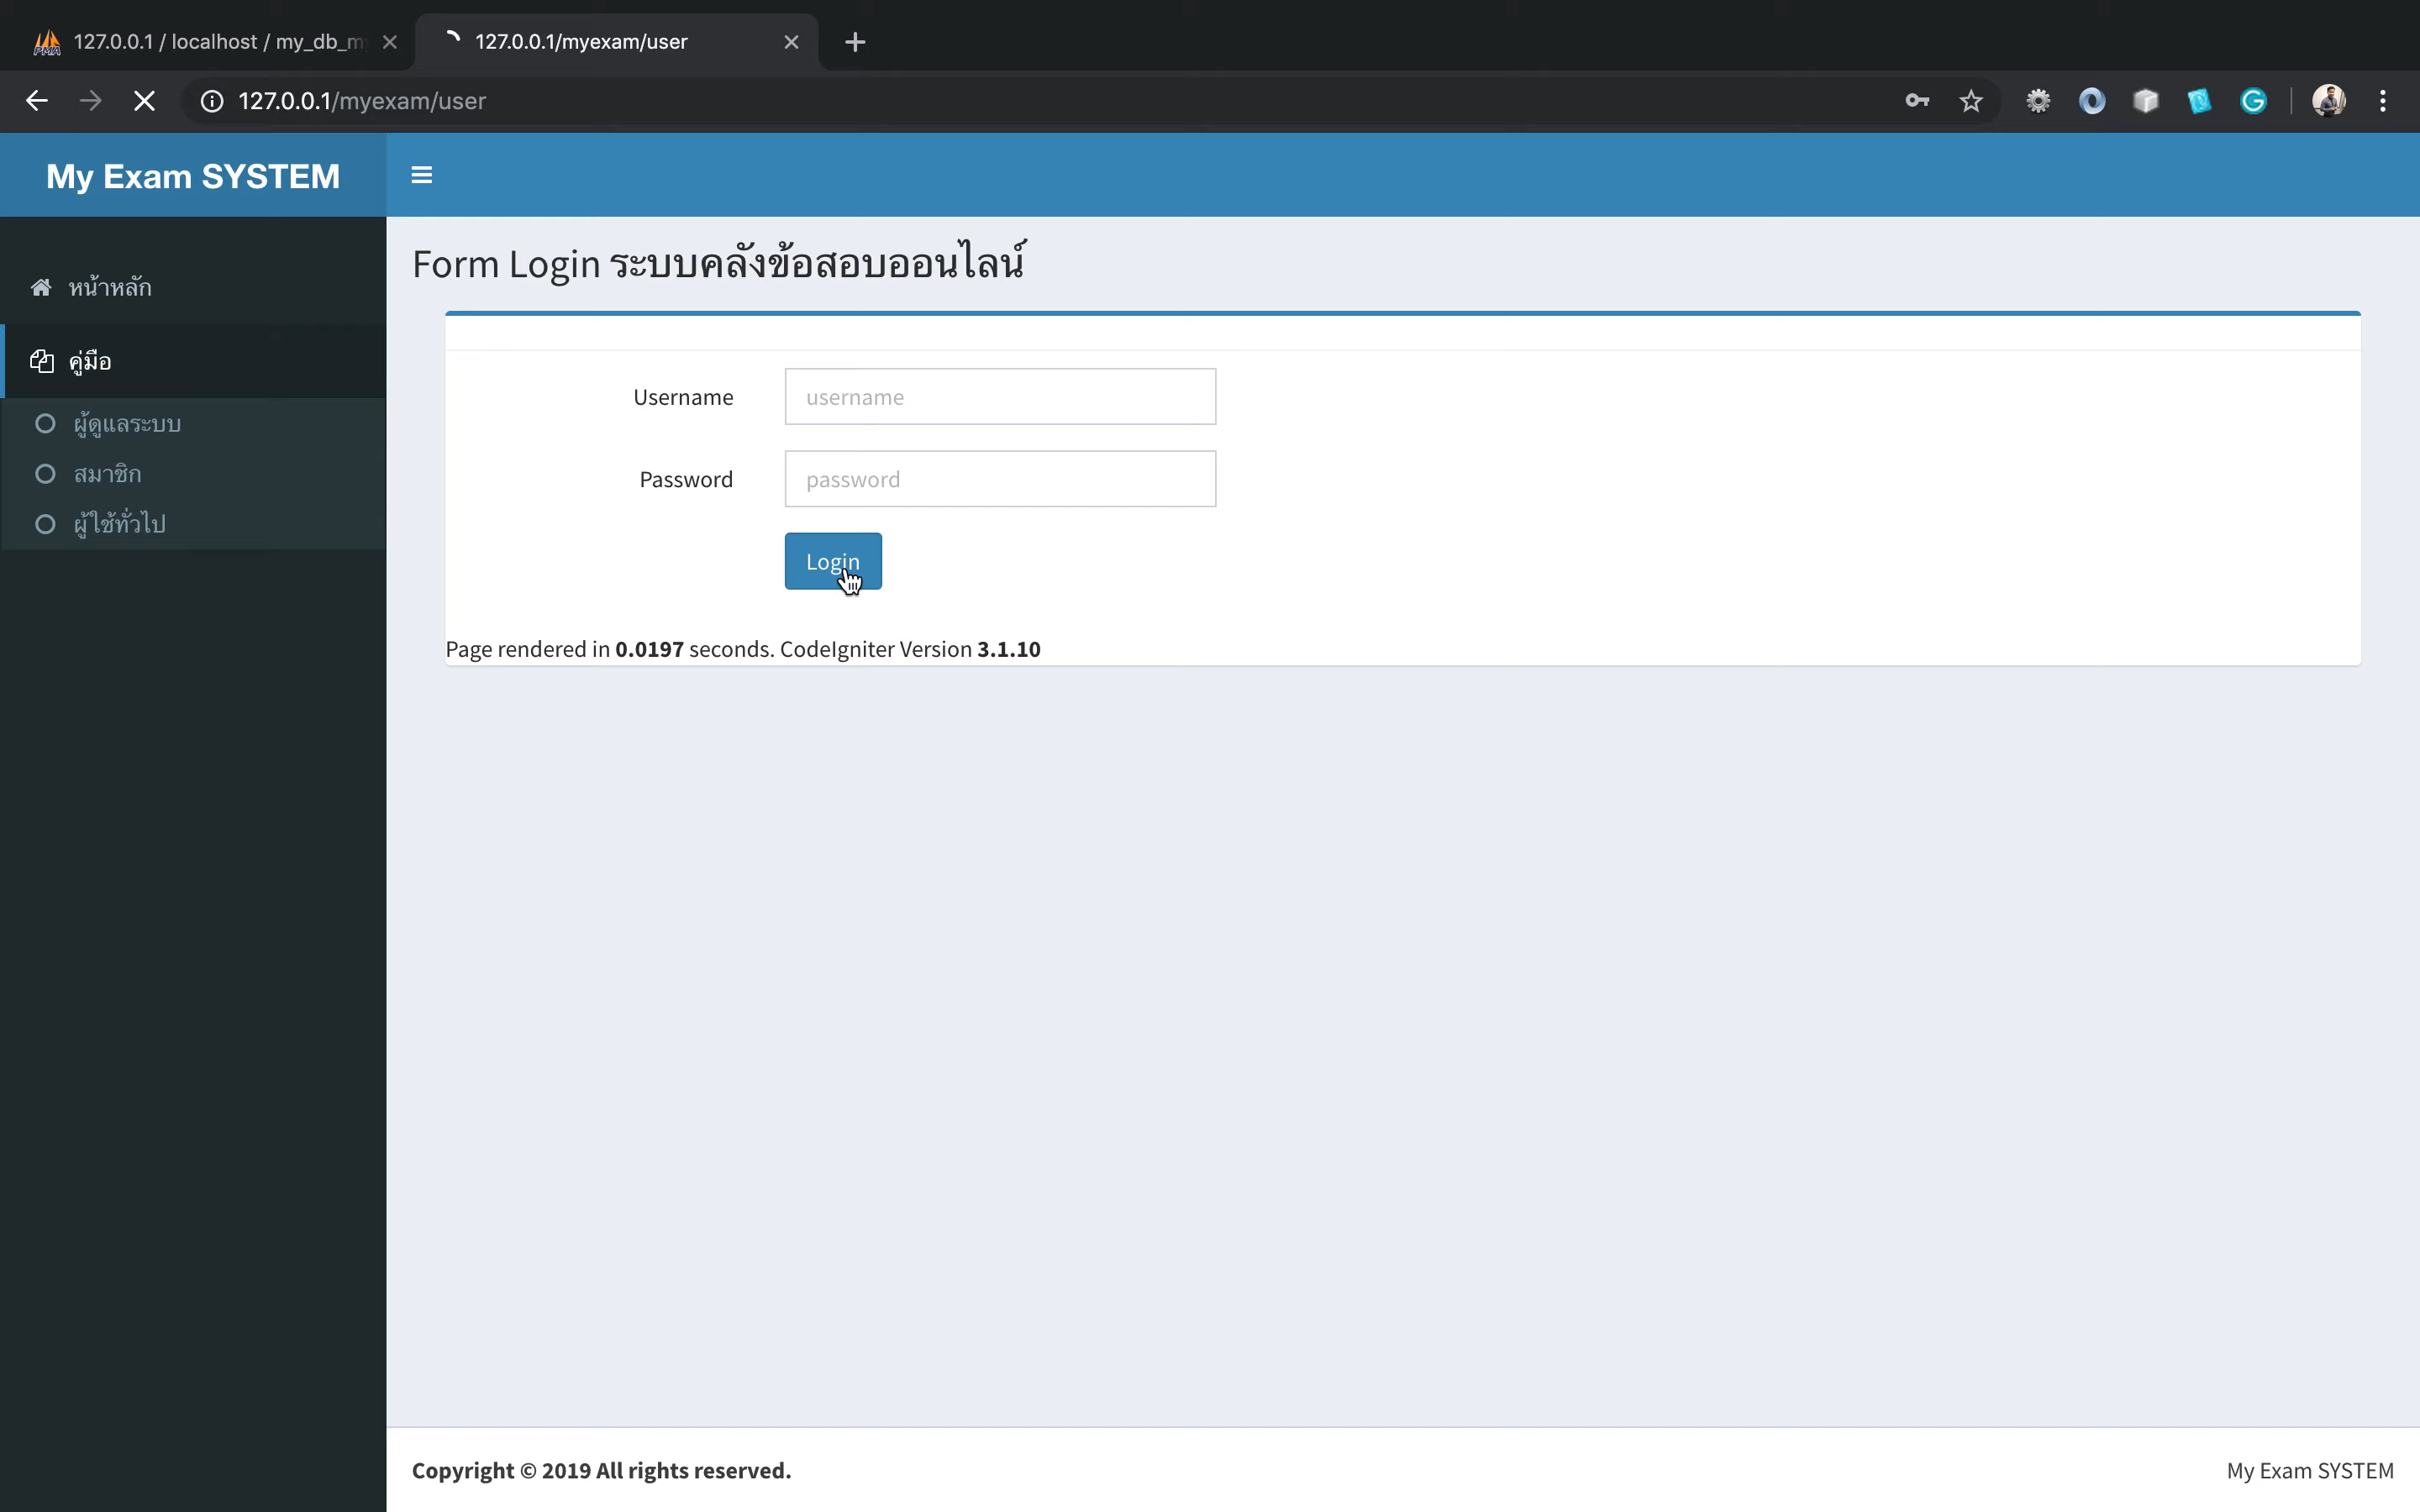 127.0.0.1 / localhost / my_db_m
127.0.0.1/myexam/user
127.0.0.1/myexam/user
My Exam SYSTEM
หน้าหลัก
คู่มือ
ผู้ดูแลระบบ
สมาชิก
ผู้ใช้ทั่วไป
Form Login ระบบคลังข้อสอบออนไลน์
Username
username
Password
password
Login
Page rendered in 0.0197 seconds. CodeIgniter Version 3.1.10
Copyright © 2019 All rights reserved.
My Exam SYSTEM